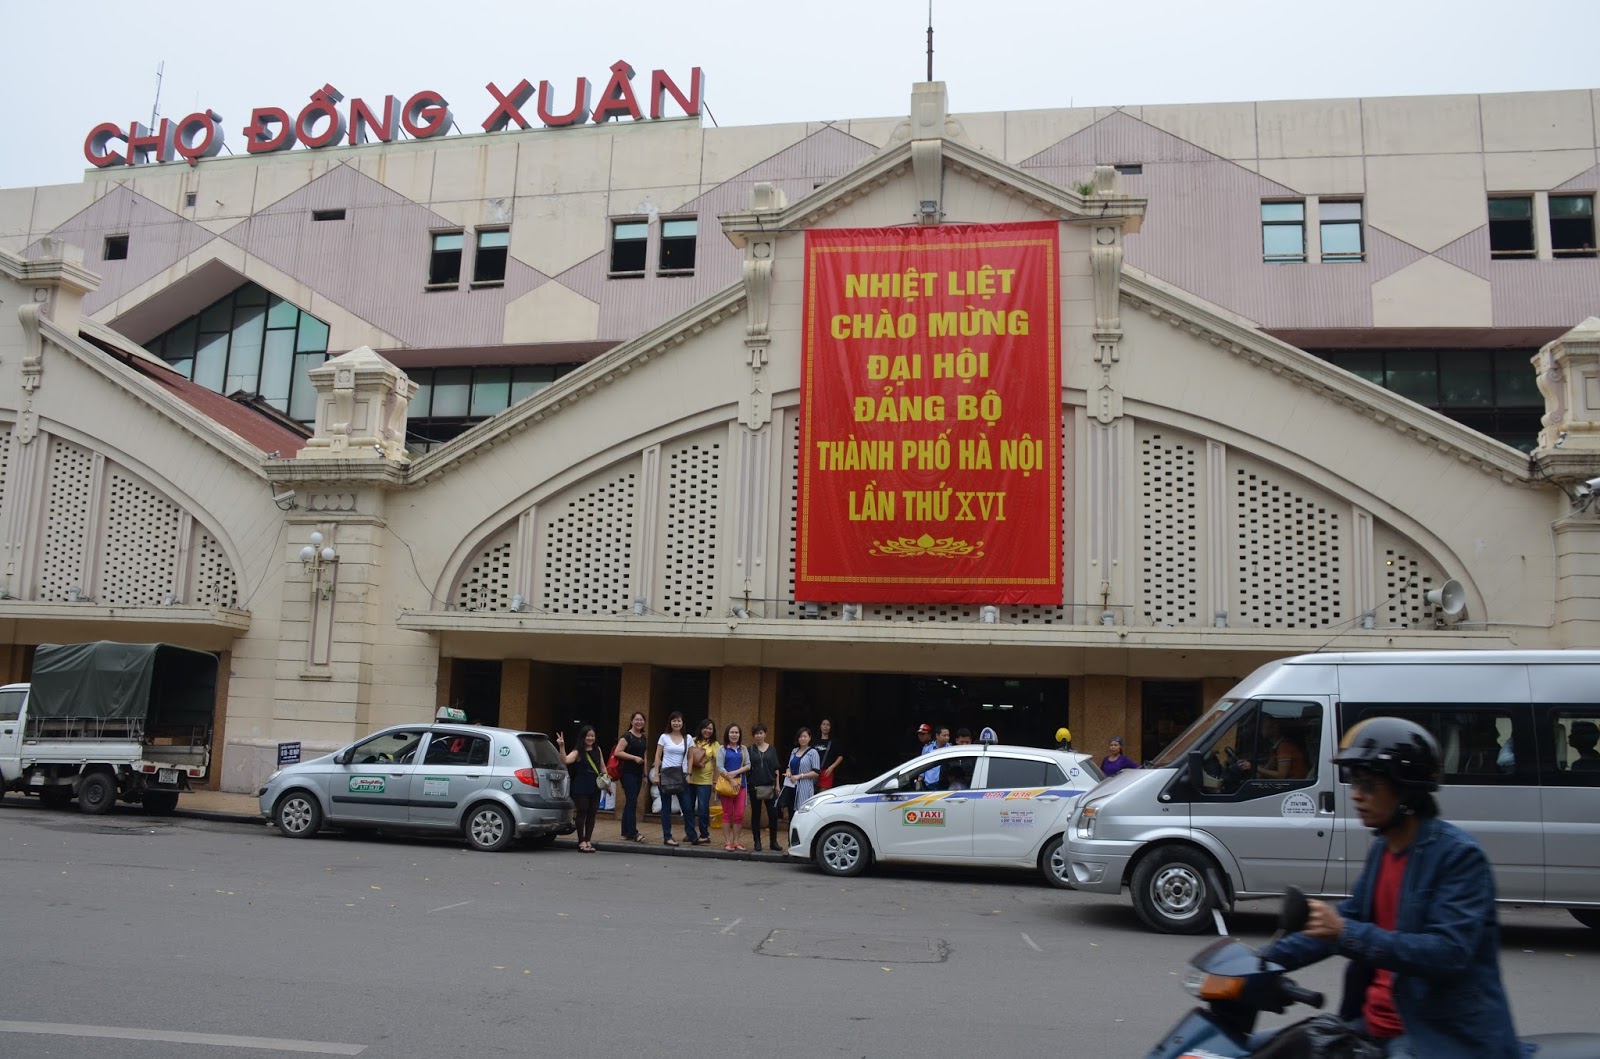 CHỢ ĐỒNG XUÂN
NHIỆT LIỆT
CHÀO MỪNG
ĐẠI HỘI
ĐẢNG BỘ
THÀNH PHỐ HÀ NỘI
LẦN THỨ XVI
TAXI